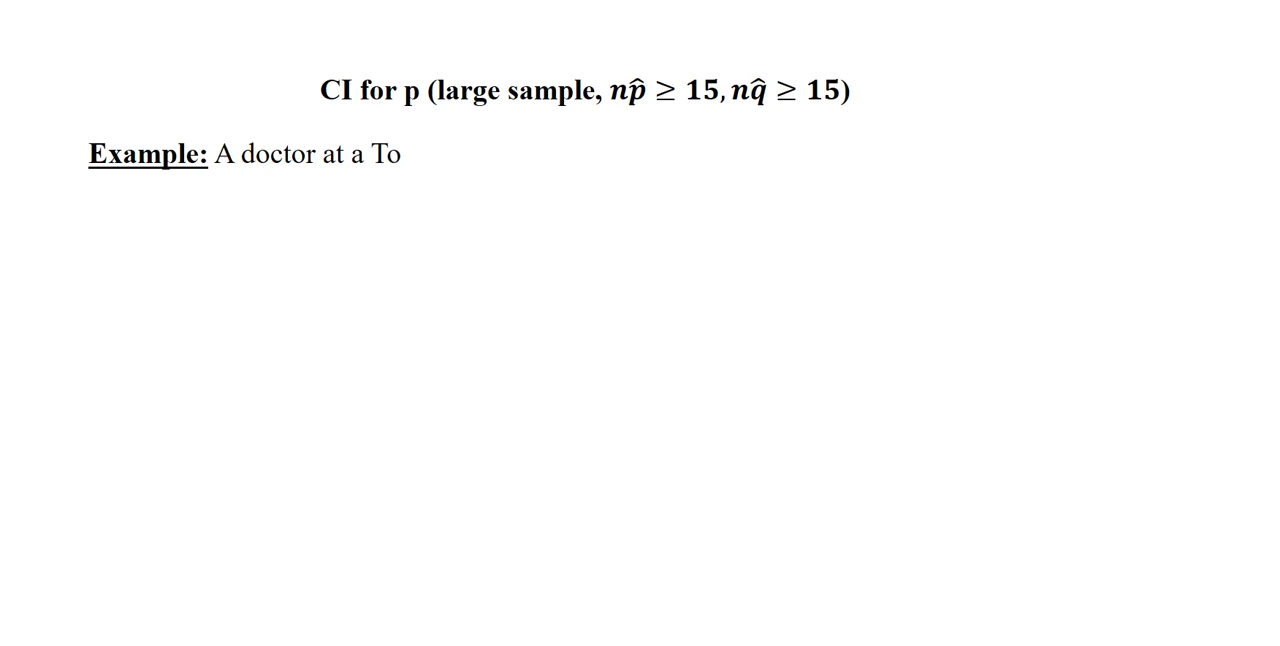 CI for p (large sample, 𝒏𝒑̂ ≥ 𝟏𝟓, 𝒏𝒒̂ ≥ 𝟏𝟓)
Example: A doctor at a To